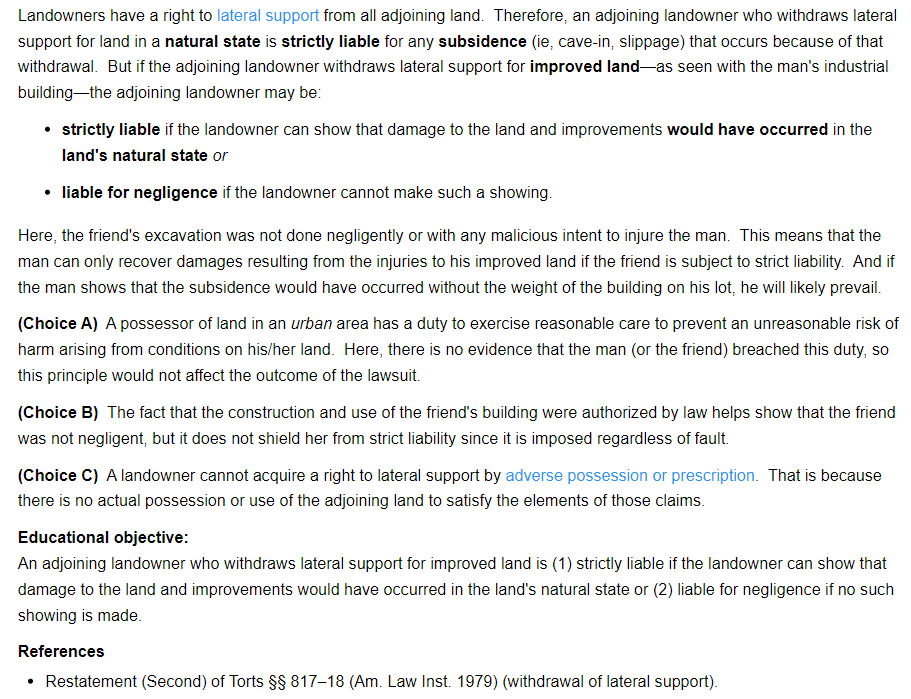 Landowners have a right to lateral support from all adjoining land.  Therefore, an adjoining landowner who withdraws lateral
support for land in a natural state is strictly liable for any subsidence (ie, cave-in, slippage) that occurs because of that
withdrawal.  But if the adjoining landowner withdraws lateral support for improved land—as seen with the man's industrial
building—the adjoining landowner may be:
• strictly liable if the landowner can show that damage to the land and improvements would have occurred in the
land's natural state or
• liable for negligence if the landowner cannot make such a showing.
Here, the friend's excavation was not done negligently or with any malicious intent to injure the man.  This means that the
man can only recover damages resulting from the injuries to his improved land if the friend is subject to strict liability.  And if
the man shows that the subsidence would have occurred without the weight of the building on his lot, he will likely prevail.
(Choice A)  A possessor of land in an urban area has a duty to exercise reasonable care to prevent an unreasonable risk of
harm arising from conditions on his/her land.  Here, there is no evidence that the man (or the friend) breached this duty, so
this principle would not affect the outcome of the lawsuit.
(Choice B)  The fact that the construction and use of the friend's building were authorized by law helps show that the friend
was not negligent, but it does not shield her from strict liability since it is imposed regardless of fault.
(Choice C)  A landowner cannot acquire a right to lateral support by adverse possession or prescription.  That is because
there is no actual possession or use of the adjoining land to satisfy the elements of those claims.
Educational objective:
An adjoining landowner who withdraws lateral support for improved land is (1) strictly liable if the landowner can show that
damage to the land and improvements would have occurred in the land's natural state or (2) liable for negligence if no such
showing is made.
References
• Restatement (Second) of Torts §§ 817–18 (Am. Law Inst. 1979) (withdrawal of lateral support).